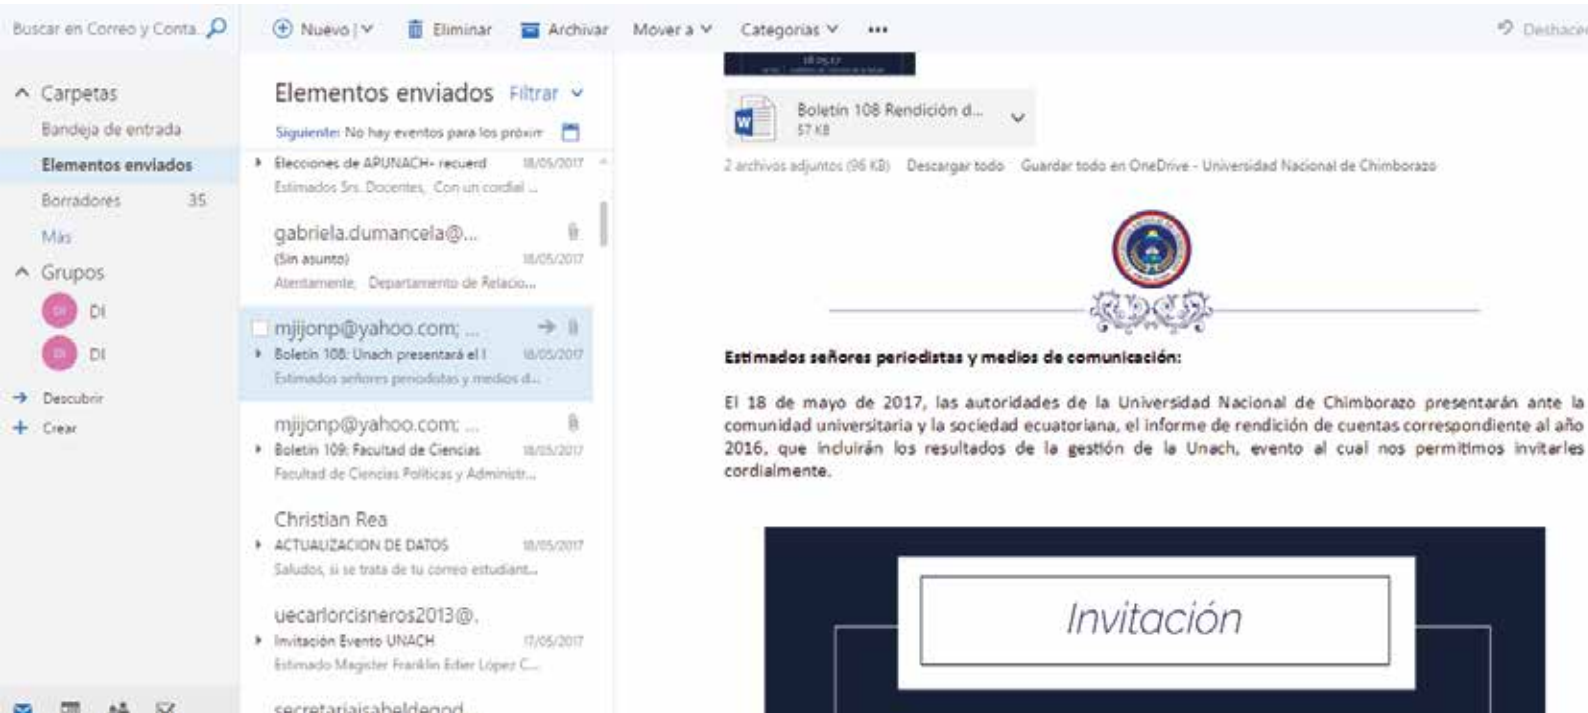 Buscar en Correo y Conta
Nuevo | Eliminar Archivar Mover a Categorías ••• Deshacer
Carpetas
Bandeja de entrada
Elementos enviados
Borradores 35
Más
Grupos
DI DI
DI DI
Descubrir
Crear
Elementos enviados Filtrar
Siguiente: No hay eventos para los próxim
Elecciones de APUNACH- recuerd 18/05/2017
Estimados Srs. Docentes, Con un cordial ...
gabriela.dumancela@...
(Sin asunto) 18/05/2017
Atentamente, Departamento de Relacio...
mjijonp@yahoo.com; ...
Boletín 108: Unach presentará el I 18/05/2017
Estimados señores periodistas y medios d...
mjijonp@yahoo.com; ...
Boletín 109: Facultad de Ciencias 18/05/2017
Facultad de Ciencias Políticas y Administr...
Christian Rea
ACTUALIZACION DE DATOS 18/05/2017
Saludos, si se trata de tu correo estudiant...
uecarlorcisneros2013@.
Invitación Evento UNACH 17/05/2017
Estimado Magister Franklin Edier López C...
secretariaisabeldegod...
18.05.17
Boletín 108 Rendición d...
57 KB
2 archivos adjuntos (96 KB) Descargar todo Guardar todo en OneDrive - Universidad Nacional de Chimborazo
Estimados señores periodistas y medios de comunicación:
El 18 de mayo de 2017, las autoridades de la Universidad Nacional de Chimborazo presentarán ante la
comunidad universitaria y la sociedad ecuatoriana, el informe de rendición de cuentas correspondiente al año
2016, que incluirán los resultados de la gestión de la Unach, evento al cual nos permitimos invitarles
cordialmente.
Invitación